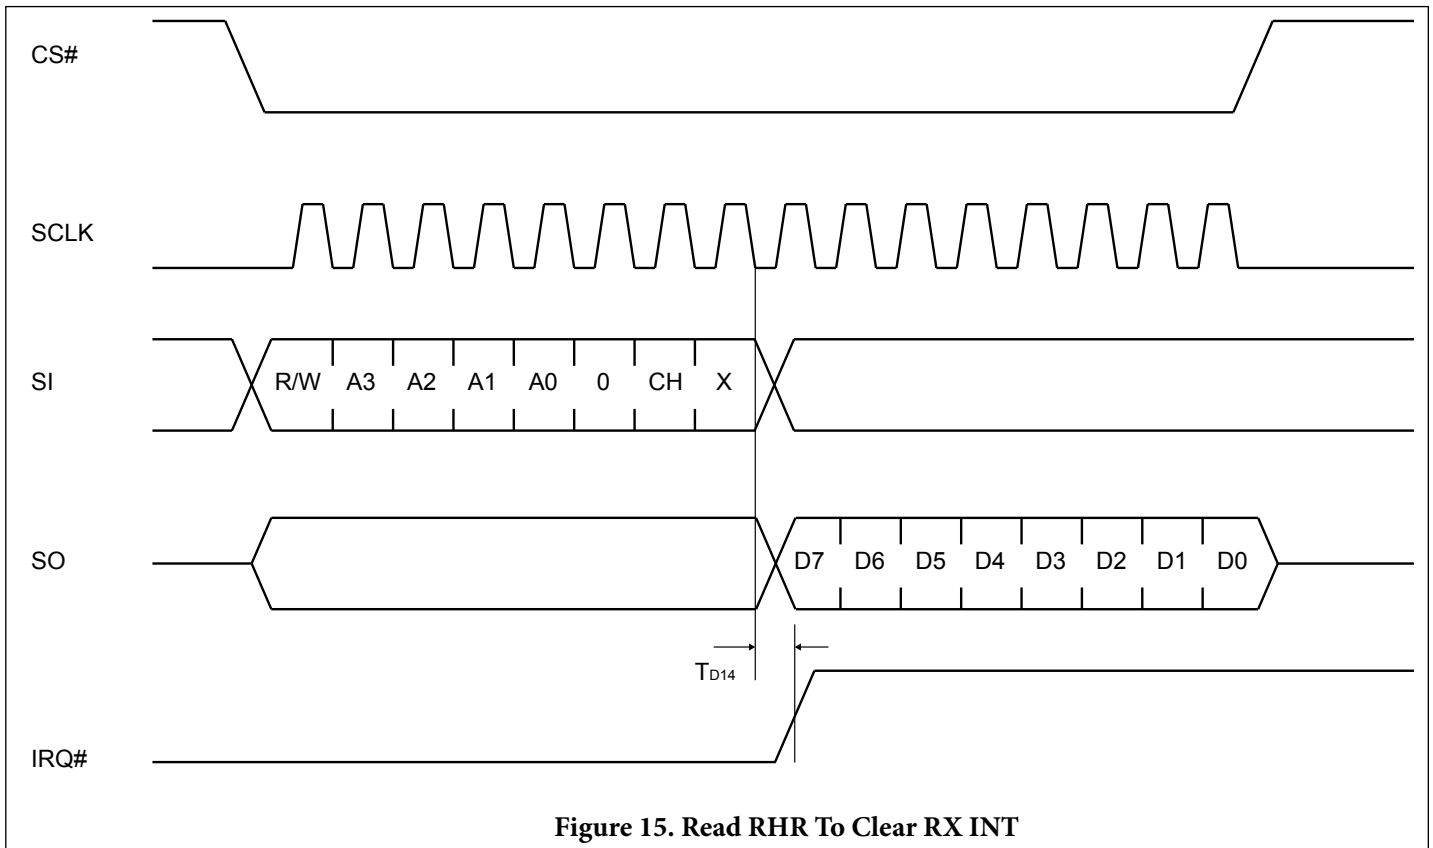 CS#
SCLK
SI
R/W A3 A2 A1 A0 0 CH X
SO
D7 D6 D5 D4 D3 D2 D1 D0
TD14
IRQ#
Figure 15. Read RHR To Clear RX INT